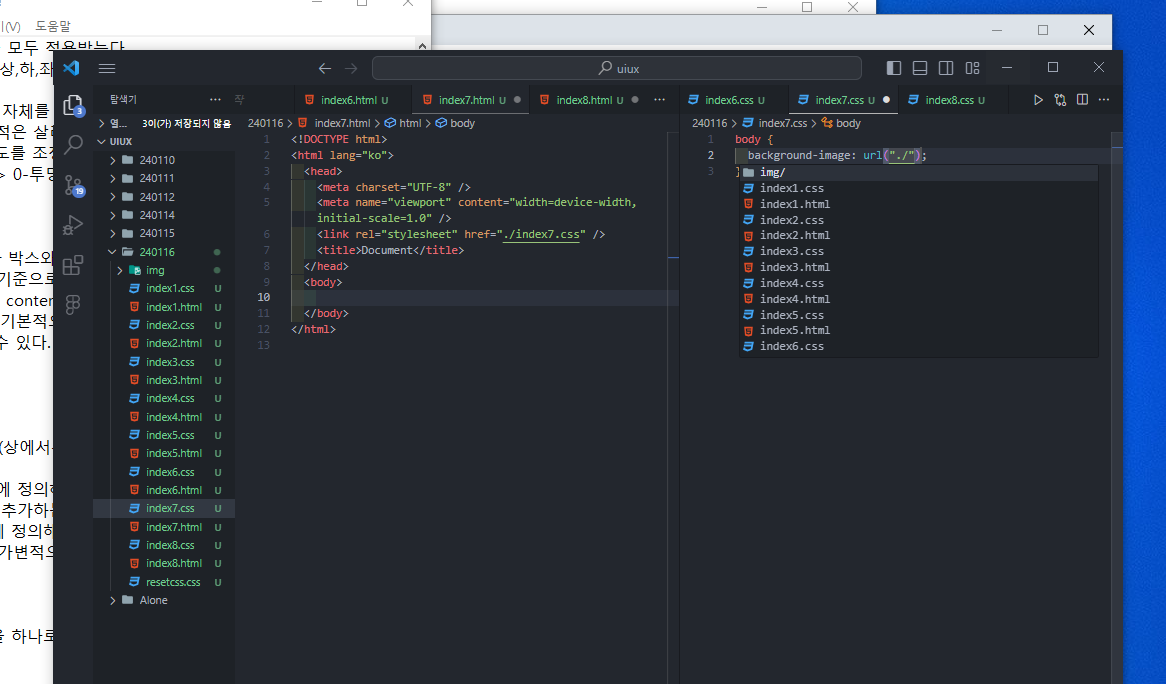 (V) 도움말
모두 적용받는다
상,하,좌
자체를
적은 살
도를 조정
> 0-투명
박스와
기준으로
conten
기본적으
수 있다.
(상에서
에 정의하
추가하는
에 정의해
가변적으
을 하나로
uiux
탐색기
작
index6.html U
index7.html U
index8.html U
index6.css U
index7.css U
index8.css U
열... 3이(가) 저장되지 않음
UIUX
240110
240111
240112
240114
240115
240116
img
index1.css U
index1.html U
index2.css U
index2.html U
index3.css U
index3.html U
index4.css U
index4.html U
index5.css U
index5.html U
index6.css U
index6.html U
index7.css U
index7.html U
index8.css U
index8.html U
resetcss.css U
Alone
3
19
240116 > index7.html > html > body
1 <!DOCTYPE html>
2 <html lang="ko">
3 <head>
4 <meta charset="UTF-8" />
5 <meta name="viewport" content="width=device-width,
initial-scale=1.0" />
6 <link rel="stylesheet" href="./index7.css" />
7 <title>Document</title>
8 </head>
9 <body>
10
11 </body>
12 </html>
13
240116 > index7.css > body
1 body {
2 background-image: url("./");
3 }
img/
index1.css
index1.html
index2.css
index2.html
index3.css
index3.html
index4.css
index4.html
index5.css
index5.html
index6.css